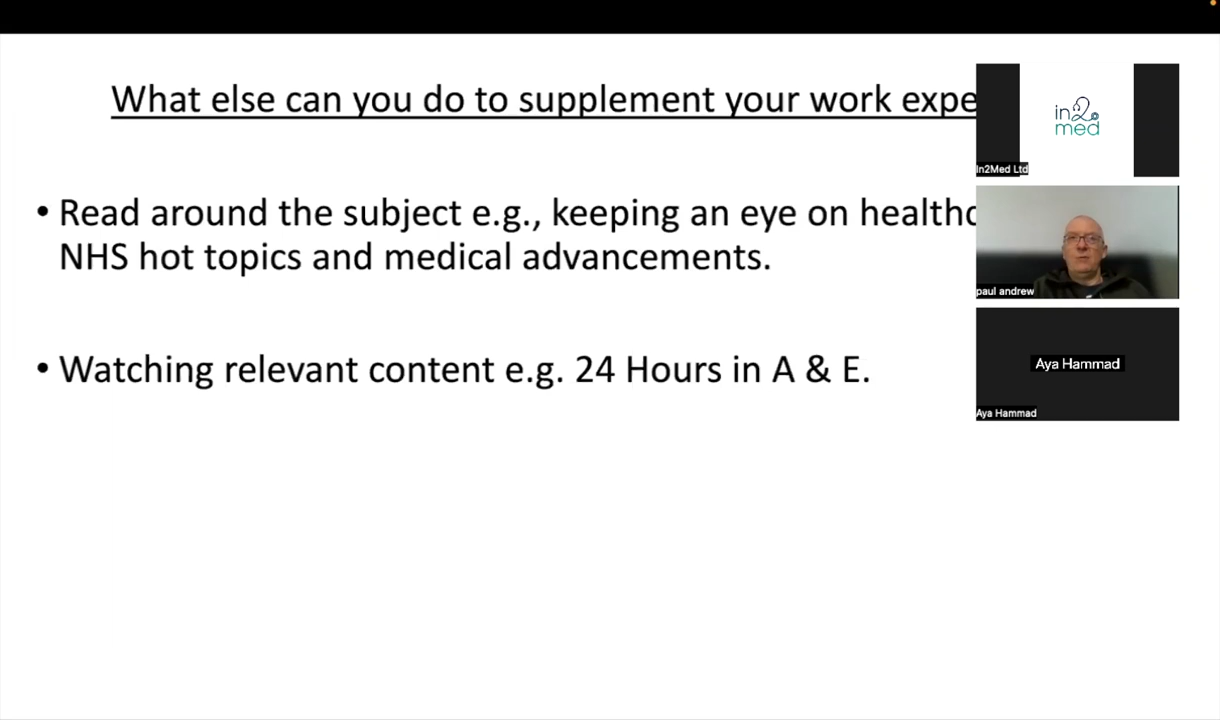 What else can you do to supplement your work expe
• Read around the subject e.g., keeping an eye on healthc
NHS hot topics and medical advancements.
• Watching relevant content e.g. 24 Hours in A & E.
in2
med
In2Med Ltd
paul andrew
Aya Hammad
Aya Hammad